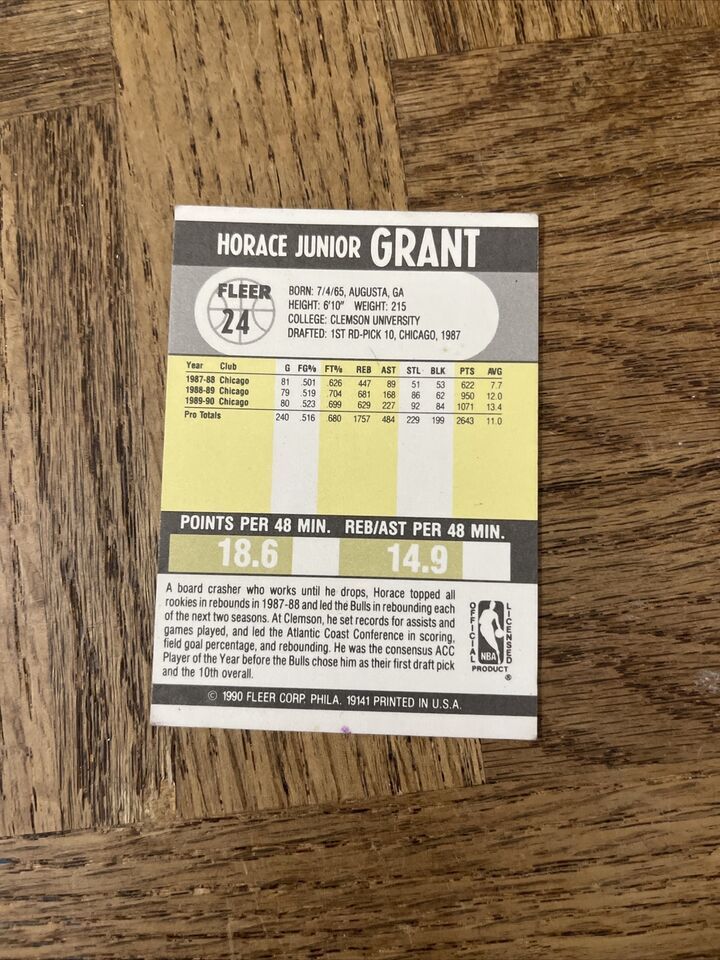 HORACE JUNIOR GRANT
FLEER
24
BORN: 7/4/65, AUGUSTA, GA
HEIGHT: 6'10" WEIGHT: 215
COLLEGE: CLEMSON UNIVERSITY
DRAFTED: 1ST RD-PICK 10, CHICAGO, 1987
Year Club G FG% FT% REB AST STL BLK PTS AVG
1987-88 Chicago 81 .501 .626 447 89 51 53 622 7.7
1988-89 Chicago 79 .519 .704 681 168 86 62 950 12.0
1989-90 Chicago 80 .523 .699 629 227 92 84 1071 13.4
Pro Totals 240 .516 .680 1757 484 229 199 2643 11.0
POINTS PER 48 MIN. REB/AST PER 48 MIN.
18.6 14.9
A board crasher who works until he drops, Horace topped all
rookies in rebounds in 1987-88 and led the Bulls in rebounding each
of the next two seasons. At Clemson, he set records for assists and
games played, and led the Atlantic Coast Conference in scoring,
field goal percentage, and rebounding. He was the consensus ACC
Player of the Year before the Bulls chose him as their first draft pick
and the 10th overall.
OFFICIAL
LICENSED
NBA
PRODUCT
®
© 1990 FLEER CORP. PHILA. 19141 PRINTED IN U.S.A.